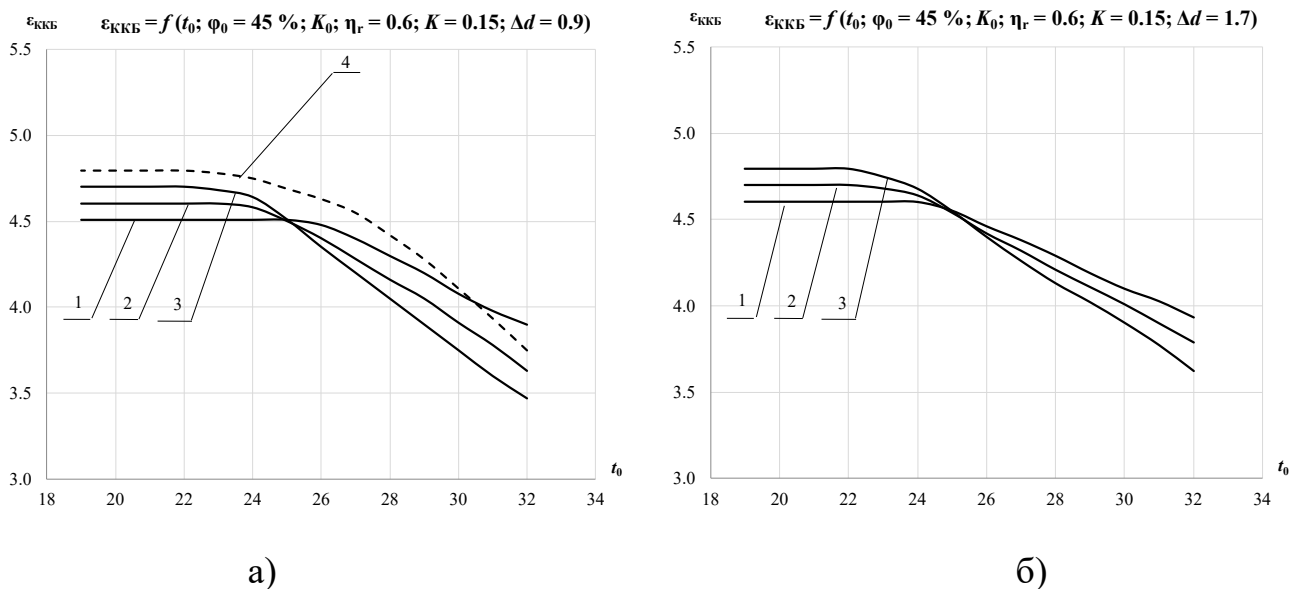 εККБ εККБ = f (t0; φ0 = 45 %; K0; ηr = 0.6; K = 0.15; Δd = 0.9)
5.5
5.0
4.5
4.0
3.5
3.0
4
1
2
3
t0
18 20 22 24 26 28 30 32 34
а)
εККБ εККБ = f (t0; φ0 = 45 %; K0; ηr = 0.6; K = 0.15; Δd = 1.7)
5.5
5.0
4.5
4.0
3.5
3.0
1
2
3
t0
18 20 22 24 26 28 30 32 34
б)